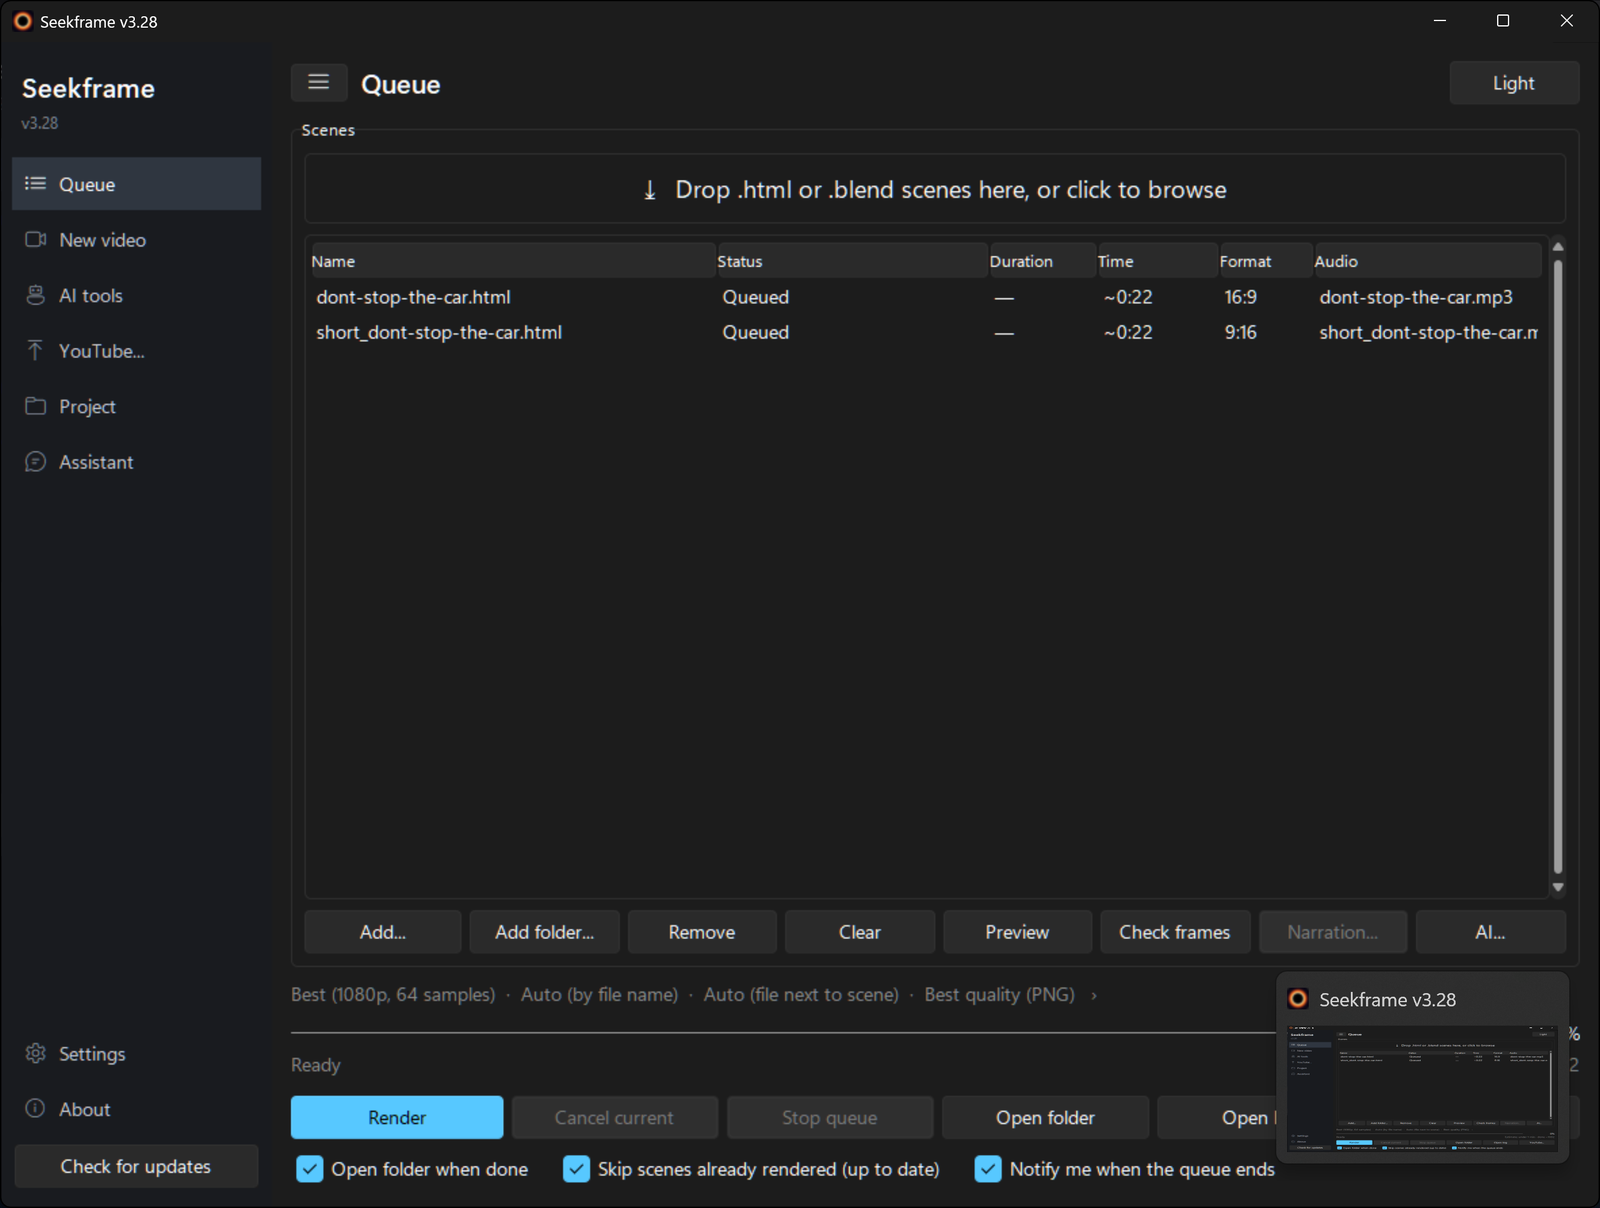 Seekframe v3.28
Seekframe
v3.28
Queue
New video
AI tools
YouTube...
Project
Assistant
Settings
About
Check for updates
Queue
Light
Scenes
↓ Drop .html or .blend scenes here, or click to browse
Name Status Duration Time Format Audio
dont-stop-the-car.html Queued — ~0:22 16:9 dont-stop-the-car.mp3
short_dont-stop-the-car.html Queued — ~0:22 9:16 short_dont-stop-the-car.m
Add... Add folder... Remove Clear Preview Check frames Narration... AI...
Best (1080p, 64 samples) · Auto (by file name) · Auto (file next to scene) · Best quality (PNG) ›
%
Ready
2
Render Cancel current Stop queue Open folder Open
Open folder when done Skip scenes already rendered (up to date) Notify me when the queue ends
Seekframe v3.28